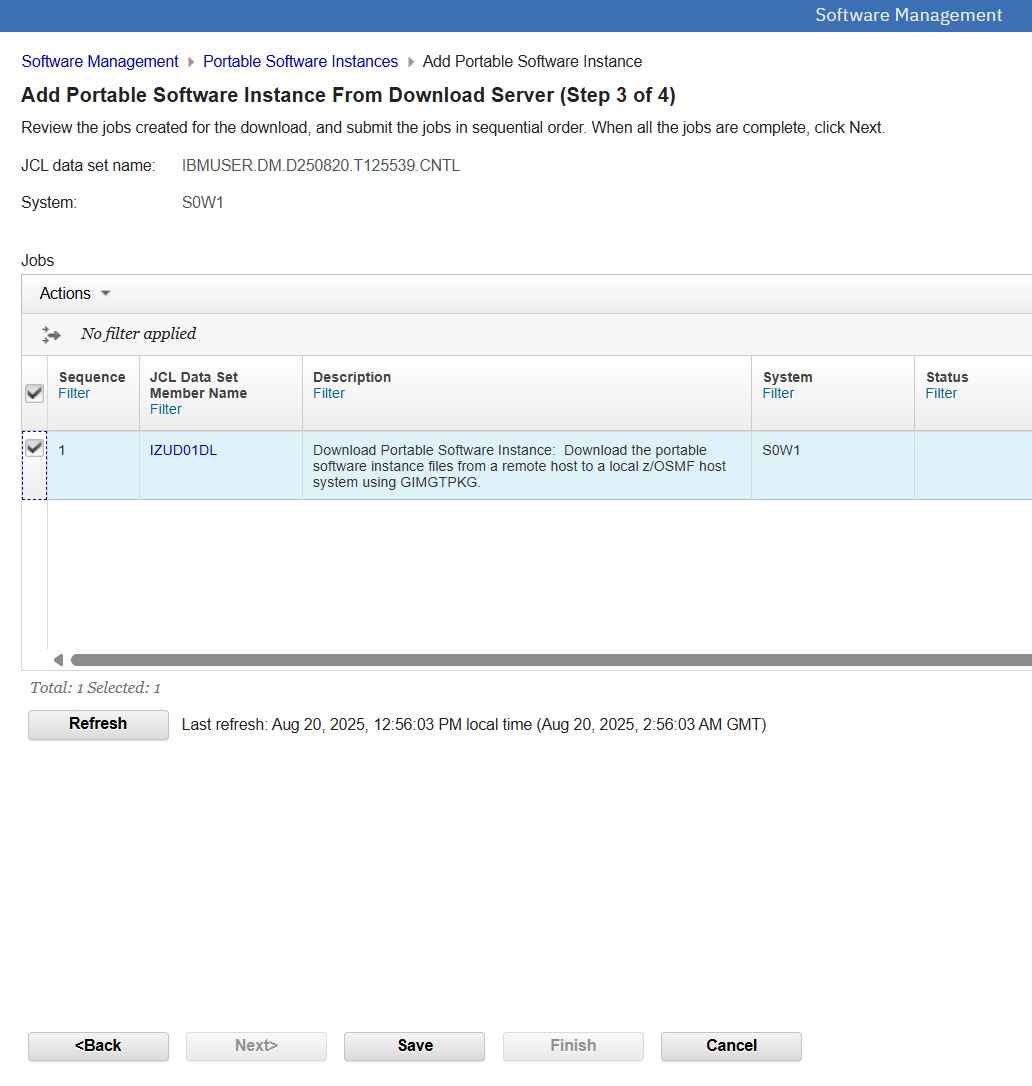 Software Management
Software Management Portable Software Instances Add Portable Software Instance
Add Portable Software Instance From Download Server (Step 3 of 4)
Review the jobs created for the download, and submit the jobs in sequential order. When all the jobs are complete, click Next.
JCL data set name: IBMUSER.DM.D250820.T125539.CNTL
System: S0W1
Jobs
Actions
No filter applied
Sequence
Filter
JCL Data Set
Member Name
Filter
Description
Filter
System
Filter
Status
Filter
1
IZUD01DL
Download Portable Software Instance: Download the portable
software instance files from a remote host to a local z/OSMF host
system using GIMGTPKG.
S0W1
Total: 1 Selected: 1
Refresh Last refresh: Aug 20, 2025, 12:56:03 PM local time (Aug 20, 2025, 2:56:03 AM GMT)
<Back Next> Save Finish Cancel